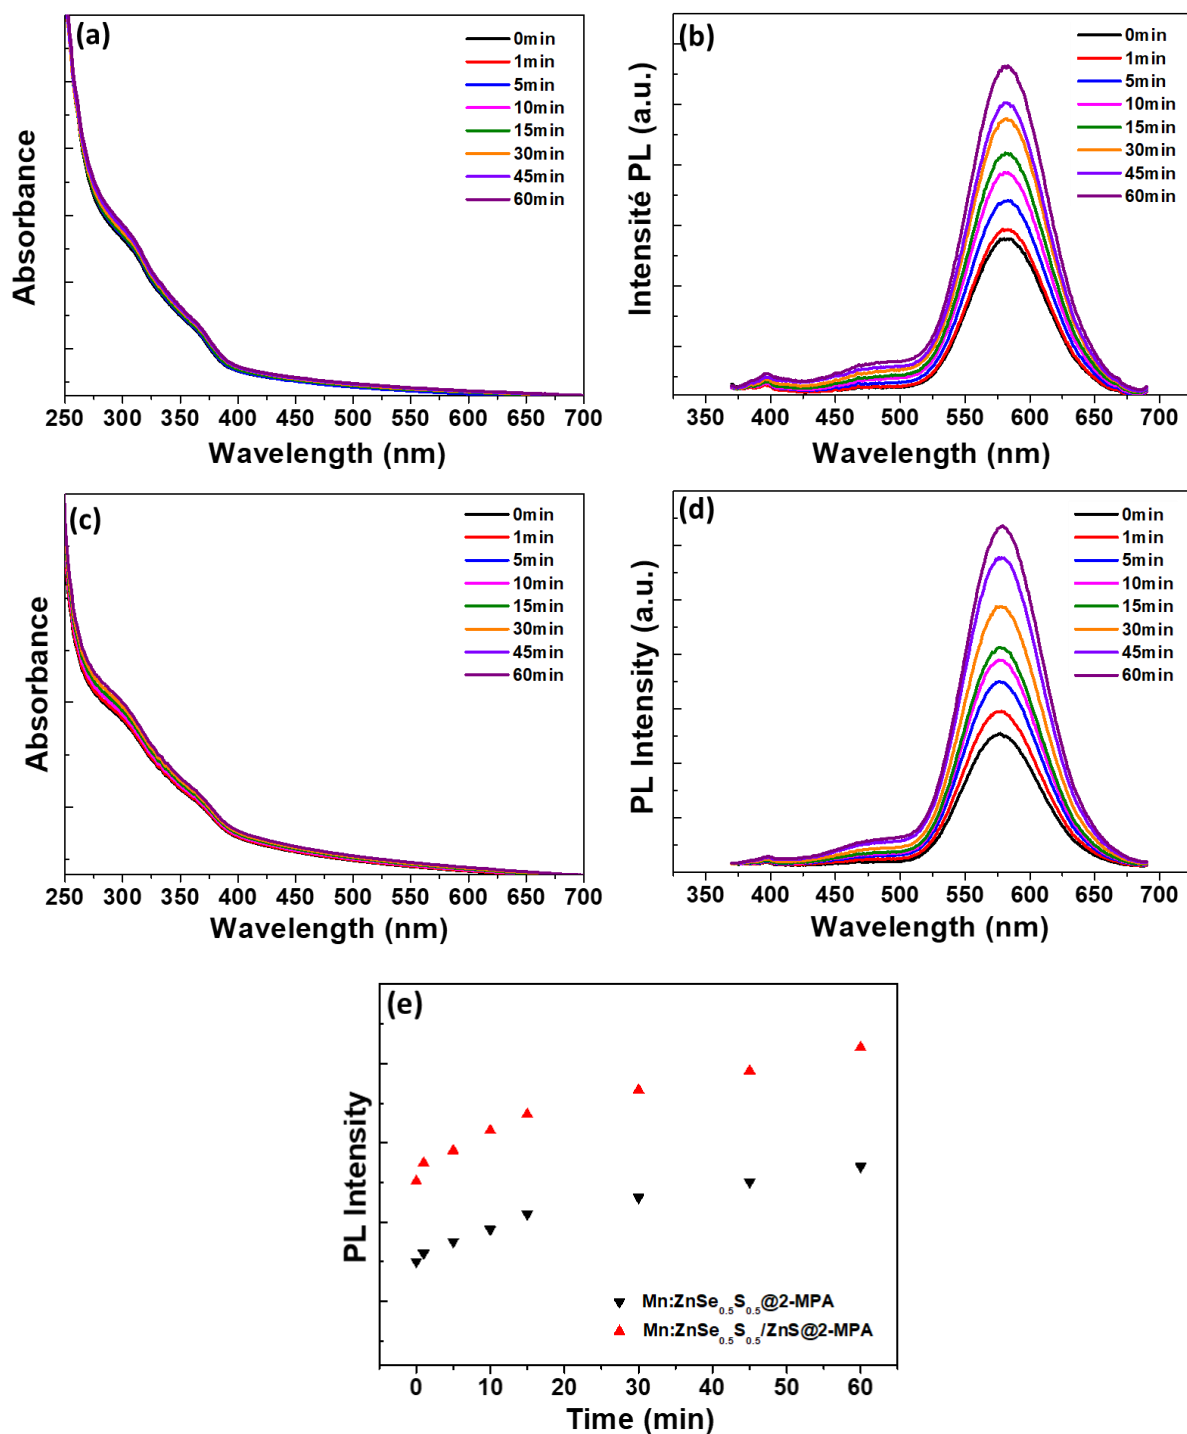 (a)
0min
1min
5min
10min
15min
30min
45min
60min
Absorbance
250 300 350 400 450 500 550 600 650 700
Wavelength (nm)
(b)
0min
1min
5min
10min
15min
30min
45min
60min
Intensité PL (a.u.)
350 400 450 500 550 600 650 700
Wavelength (nm)
(c)
0min
1min
5min
10min
15min
30min
45min
60min
Absorbance
250 300 350 400 450 500 550 600 650 700
Wavelength (nm)
(d)
0min
1min
5min
10min
15min
30min
45min
60min
PL Intensity (a.u.)
350 400 450 500 550 600 650 700
Wavelength (nm)
(e)
PL Intensity
Mn:ZnSe0.5S0.5@2-MPA
Mn:ZnSe0.5S0.5/ZnS@2-MPA
0 10 20 30 40 50 60
Time (min)